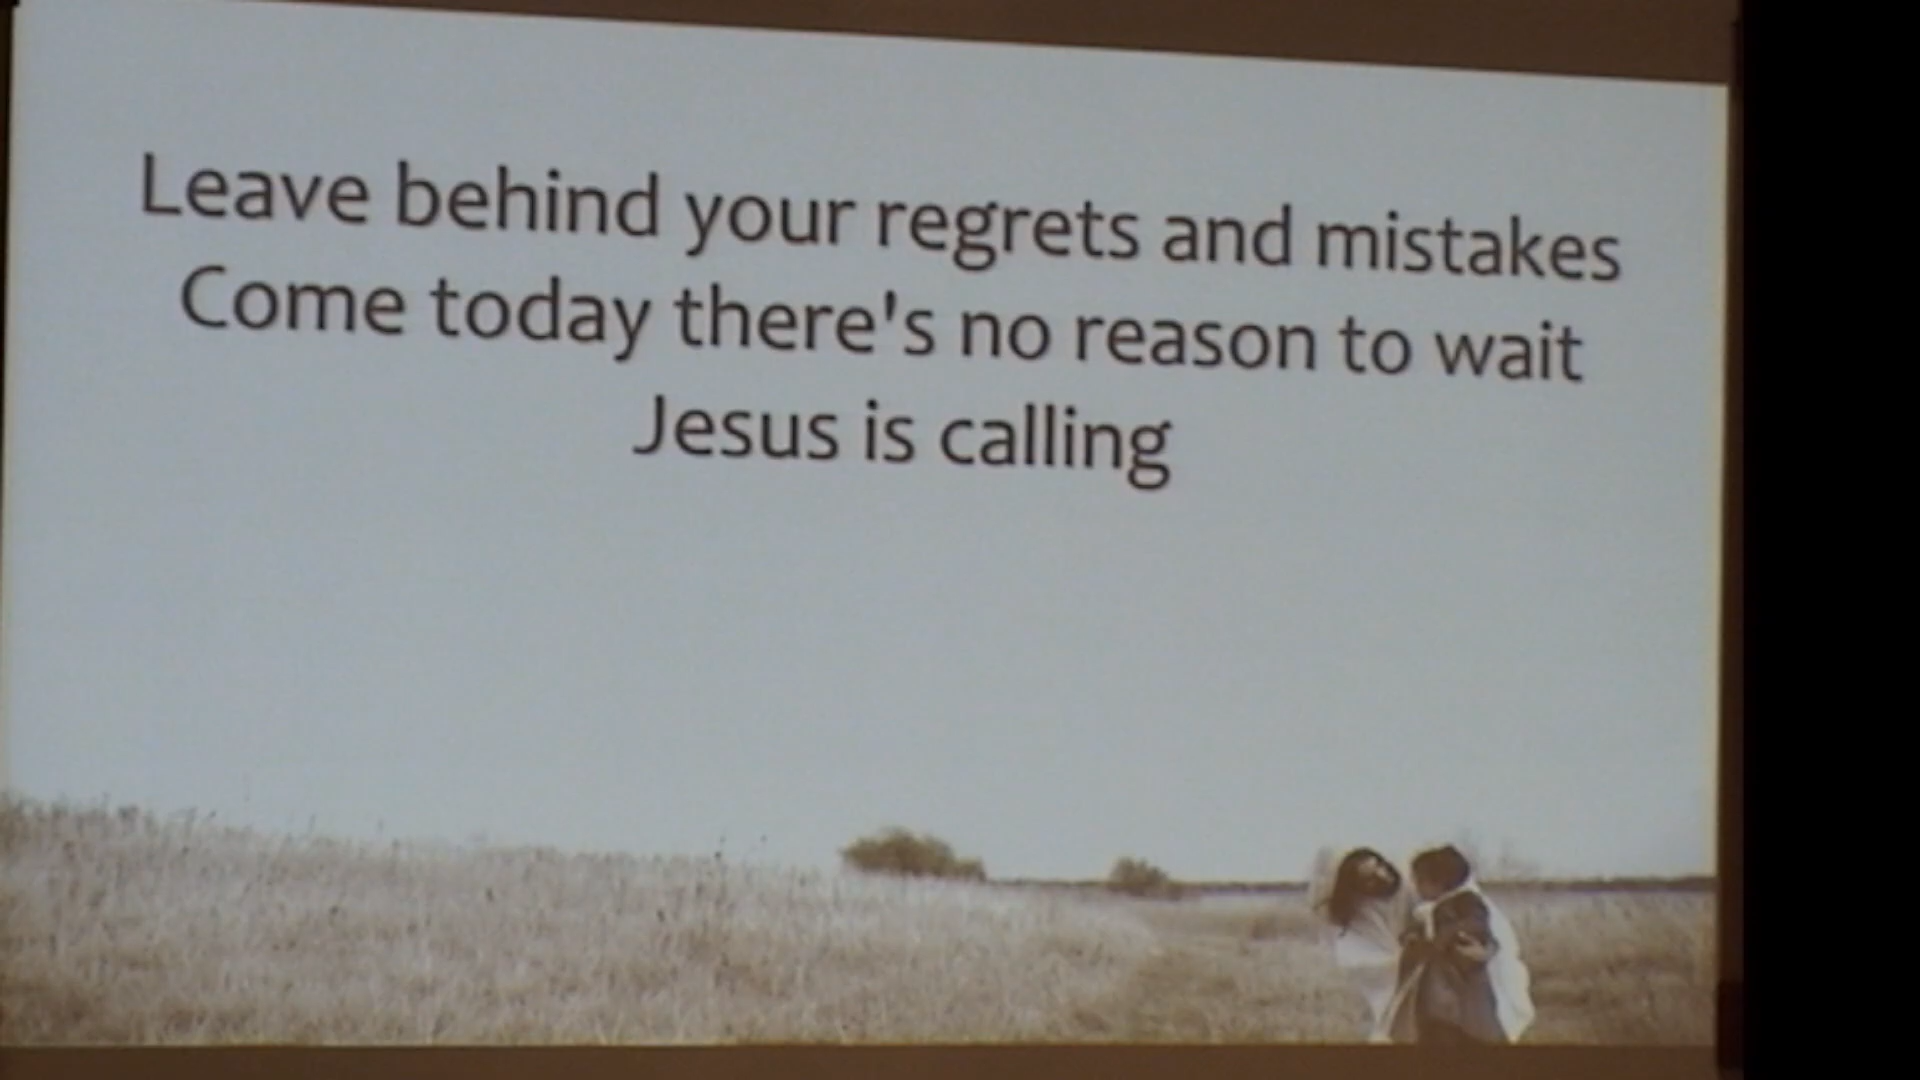 Leave behind your regrets and mistakes
Come today there's no reason to wait
Jesus is calling